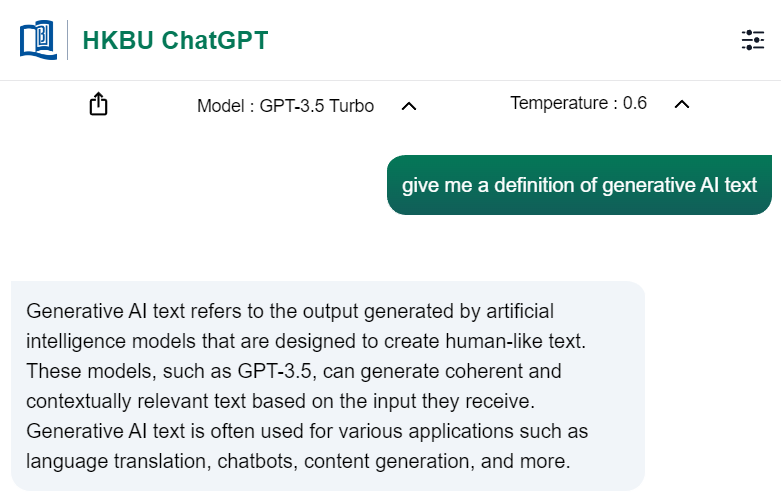 HKBU ChatGPT
Model : GPT-3.5 Turbo
Temperature : 0.6
give me a definition of generative AI text
Generative AI text refers to the output generated by artificial
intelligence models that are designed to create human-like text.
These models, such as GPT-3.5, can generate coherent and
contextually relevant text based on the input they receive.
Generative AI text is often used for various applications such as
language translation, chatbots, content generation, and more.